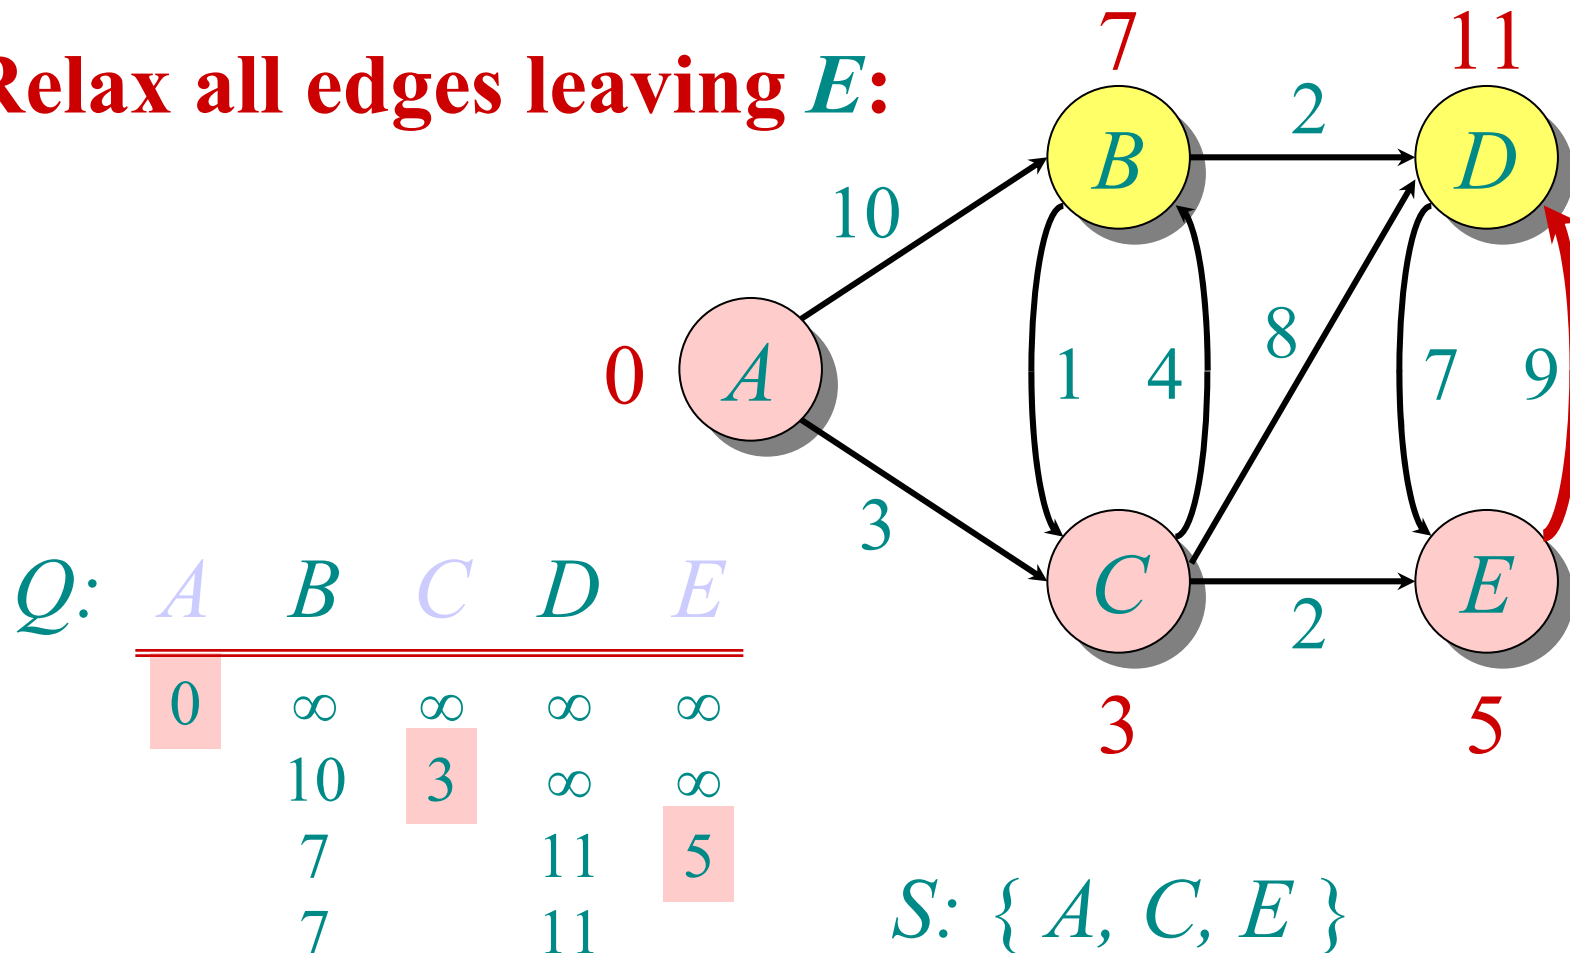 Relax all edges leaving E:
7
11
B
2
D
10
0
A
1
4
8
7
9
3
C
2
E
3
5
Q: A B C D E
0 ∞ ∞ ∞ ∞
10 3 ∞ ∞
7 11 5
7 11
S: { A, C, E }